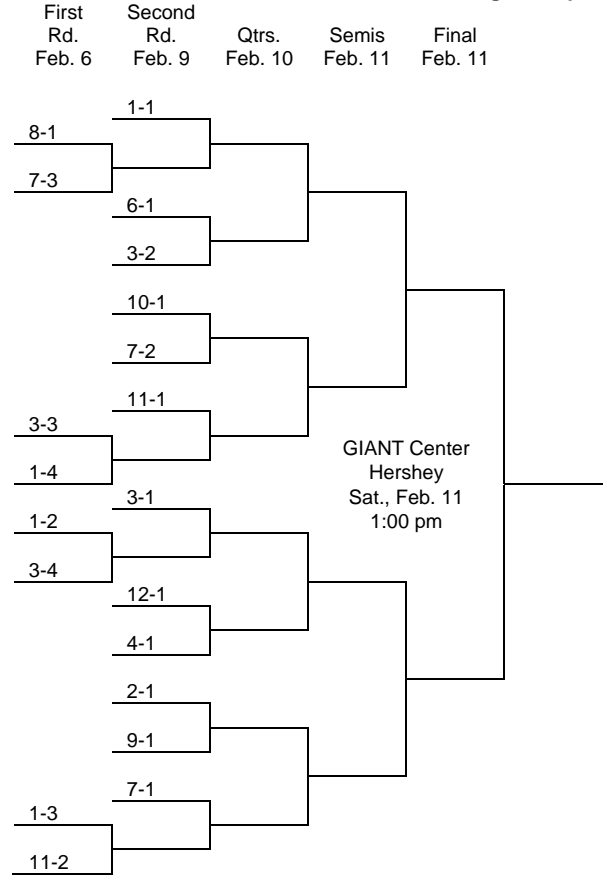 First Second
Rd. Rd. Qtrs. Semis Final
Feb. 6 Feb. 9 Feb. 10 Feb. 11 Feb. 11
1-1
8-1
7-3
6-1
3-2
10-1
7-2
11-1
3-3
GIANT Center
1-4
Hershey
3-1
Sat., Feb. 11
1-2
1:00 pm
3-4
12-1
4-1
2-1
9-1
7-1
1-3
11-2